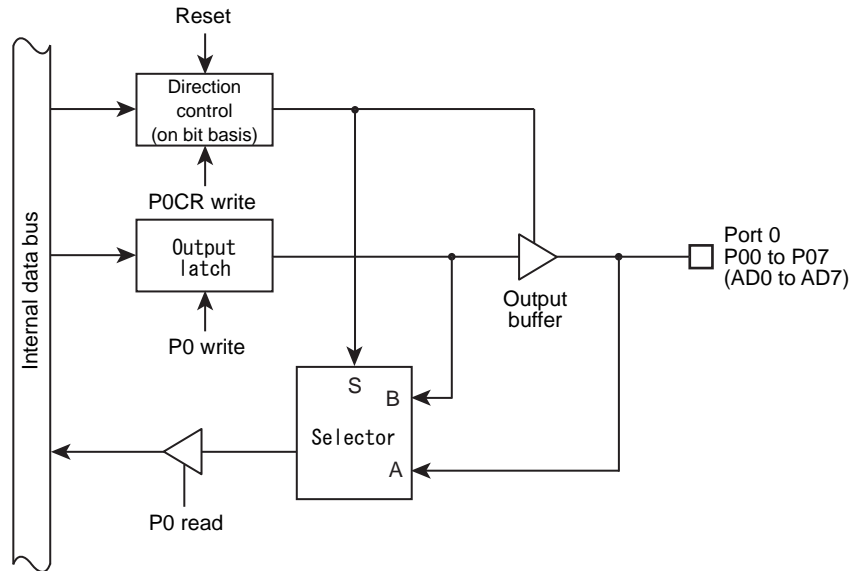 Reset
Direction
control
(on bit basis)
P0CR write
Internal data bus
Output
latch
P0 write
Output
buffer
Port 0
P00 to P07
(AD0 to AD7)
S
B
Selector
A
P0 read